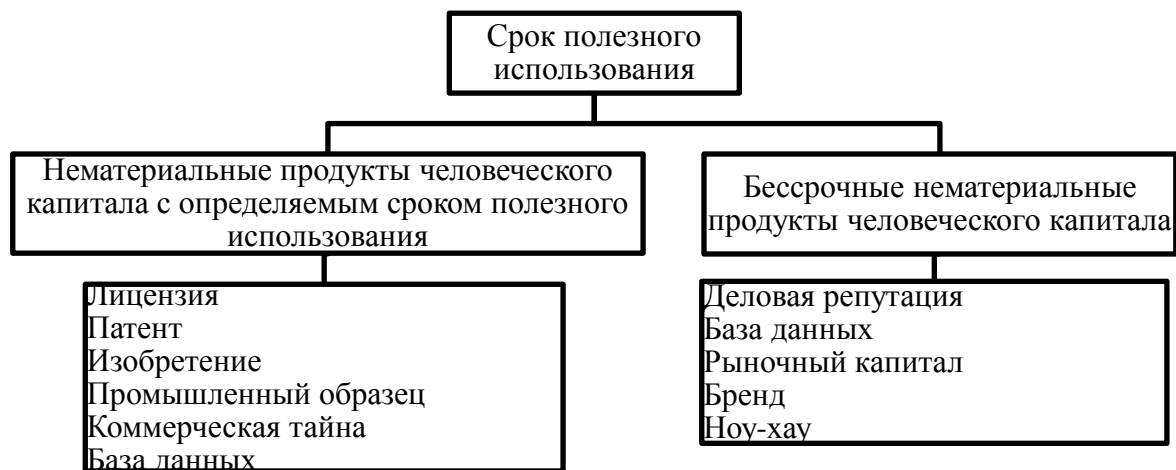 Срок полезного
использования
Нематериальные продукты человеческого
капитала с определяемым сроком полезного
использования
Бессрочные нематериальные
продукты человеческого капитала
Лицензия
Патент
Изобретение
Промышленный образец
Коммерческая тайна
База данных
Деловая репутация
База данных
Рыночный капитал
Бренд
Ноу-хау